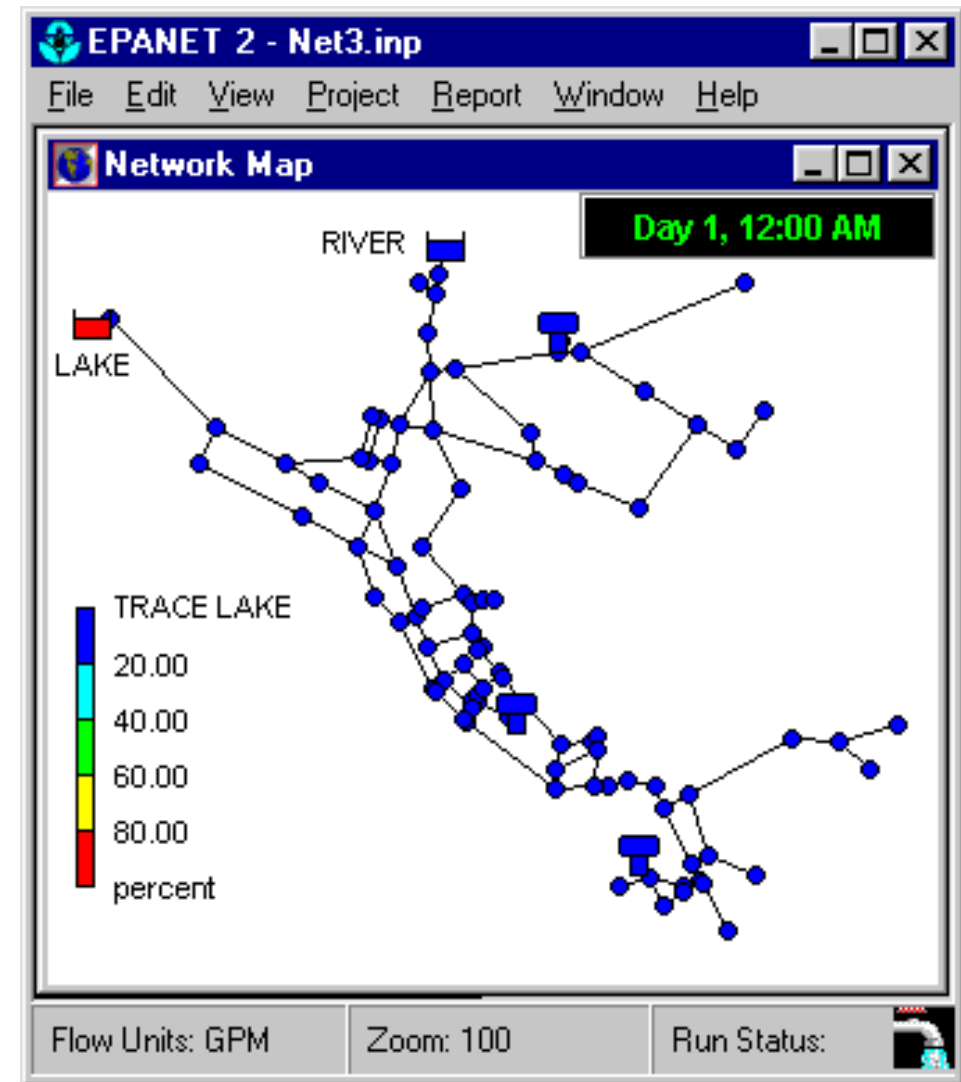 EPANET 2 - Net3.inp
File Edit View Project Report Window Help
Network Map
Day 1, 12:00 AM
RIVER
LAKE
TRACE LAKE
20.00
40.00
60.00
80.00
percent
Flow Units: GPM Zoom: 100 Run Status: